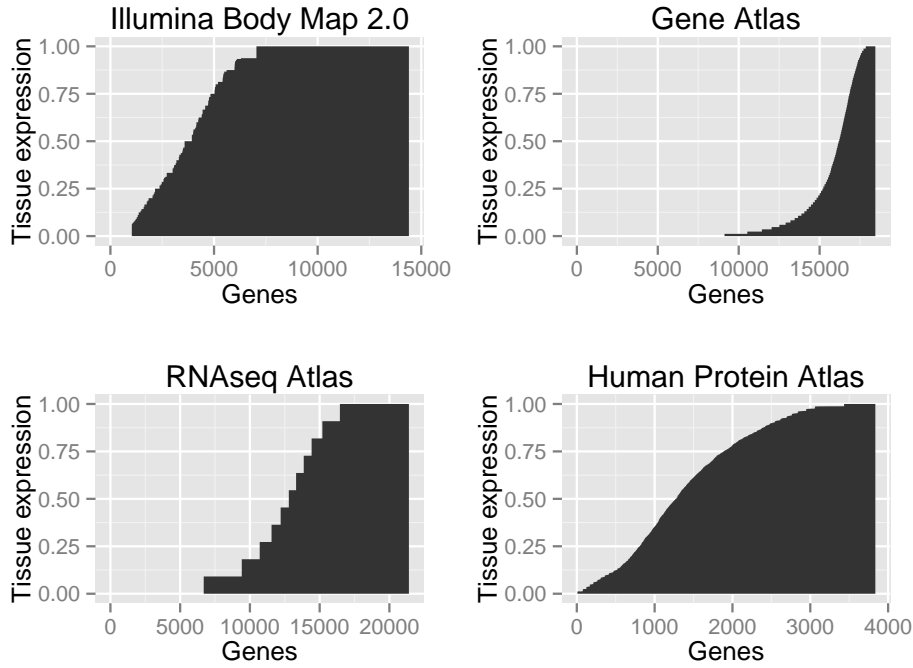 Illumina Body Map 2.0
1.00
0.75
0.50
0.25
0.00
Tissue expression
0 5000 10000 15000
Genes
Gene Atlas
1.00
0.75
0.50
0.25
0.00
Tissue expression
0 5000 10000 15000
Genes
RNAseq Atlas
1.00
0.75
0.50
0.25
0.00
Tissue expression
0 5000 10000 15000 20000
Genes
Human Protein Atlas
1.00
0.75
0.50
0.25
0.00
Tissue expression
0 1000 2000 3000 4000
Genes